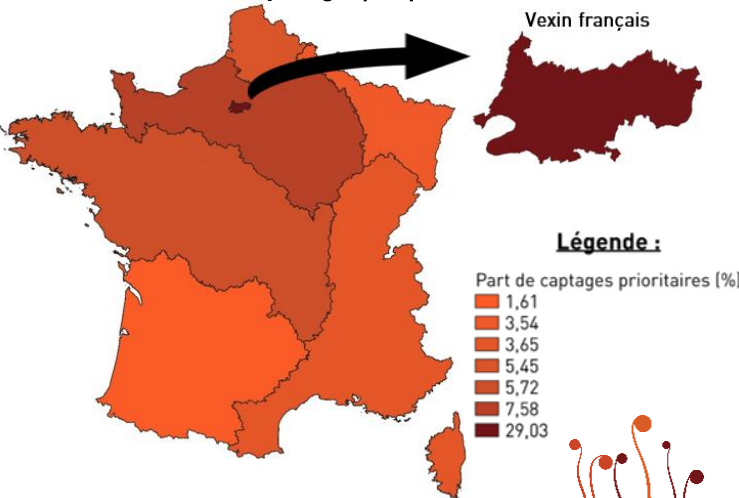 Vexin français
Légende :
Part de captages prioritaires (%)
1,61
3,54
3,65
5,45
5,72
7,58
29,03